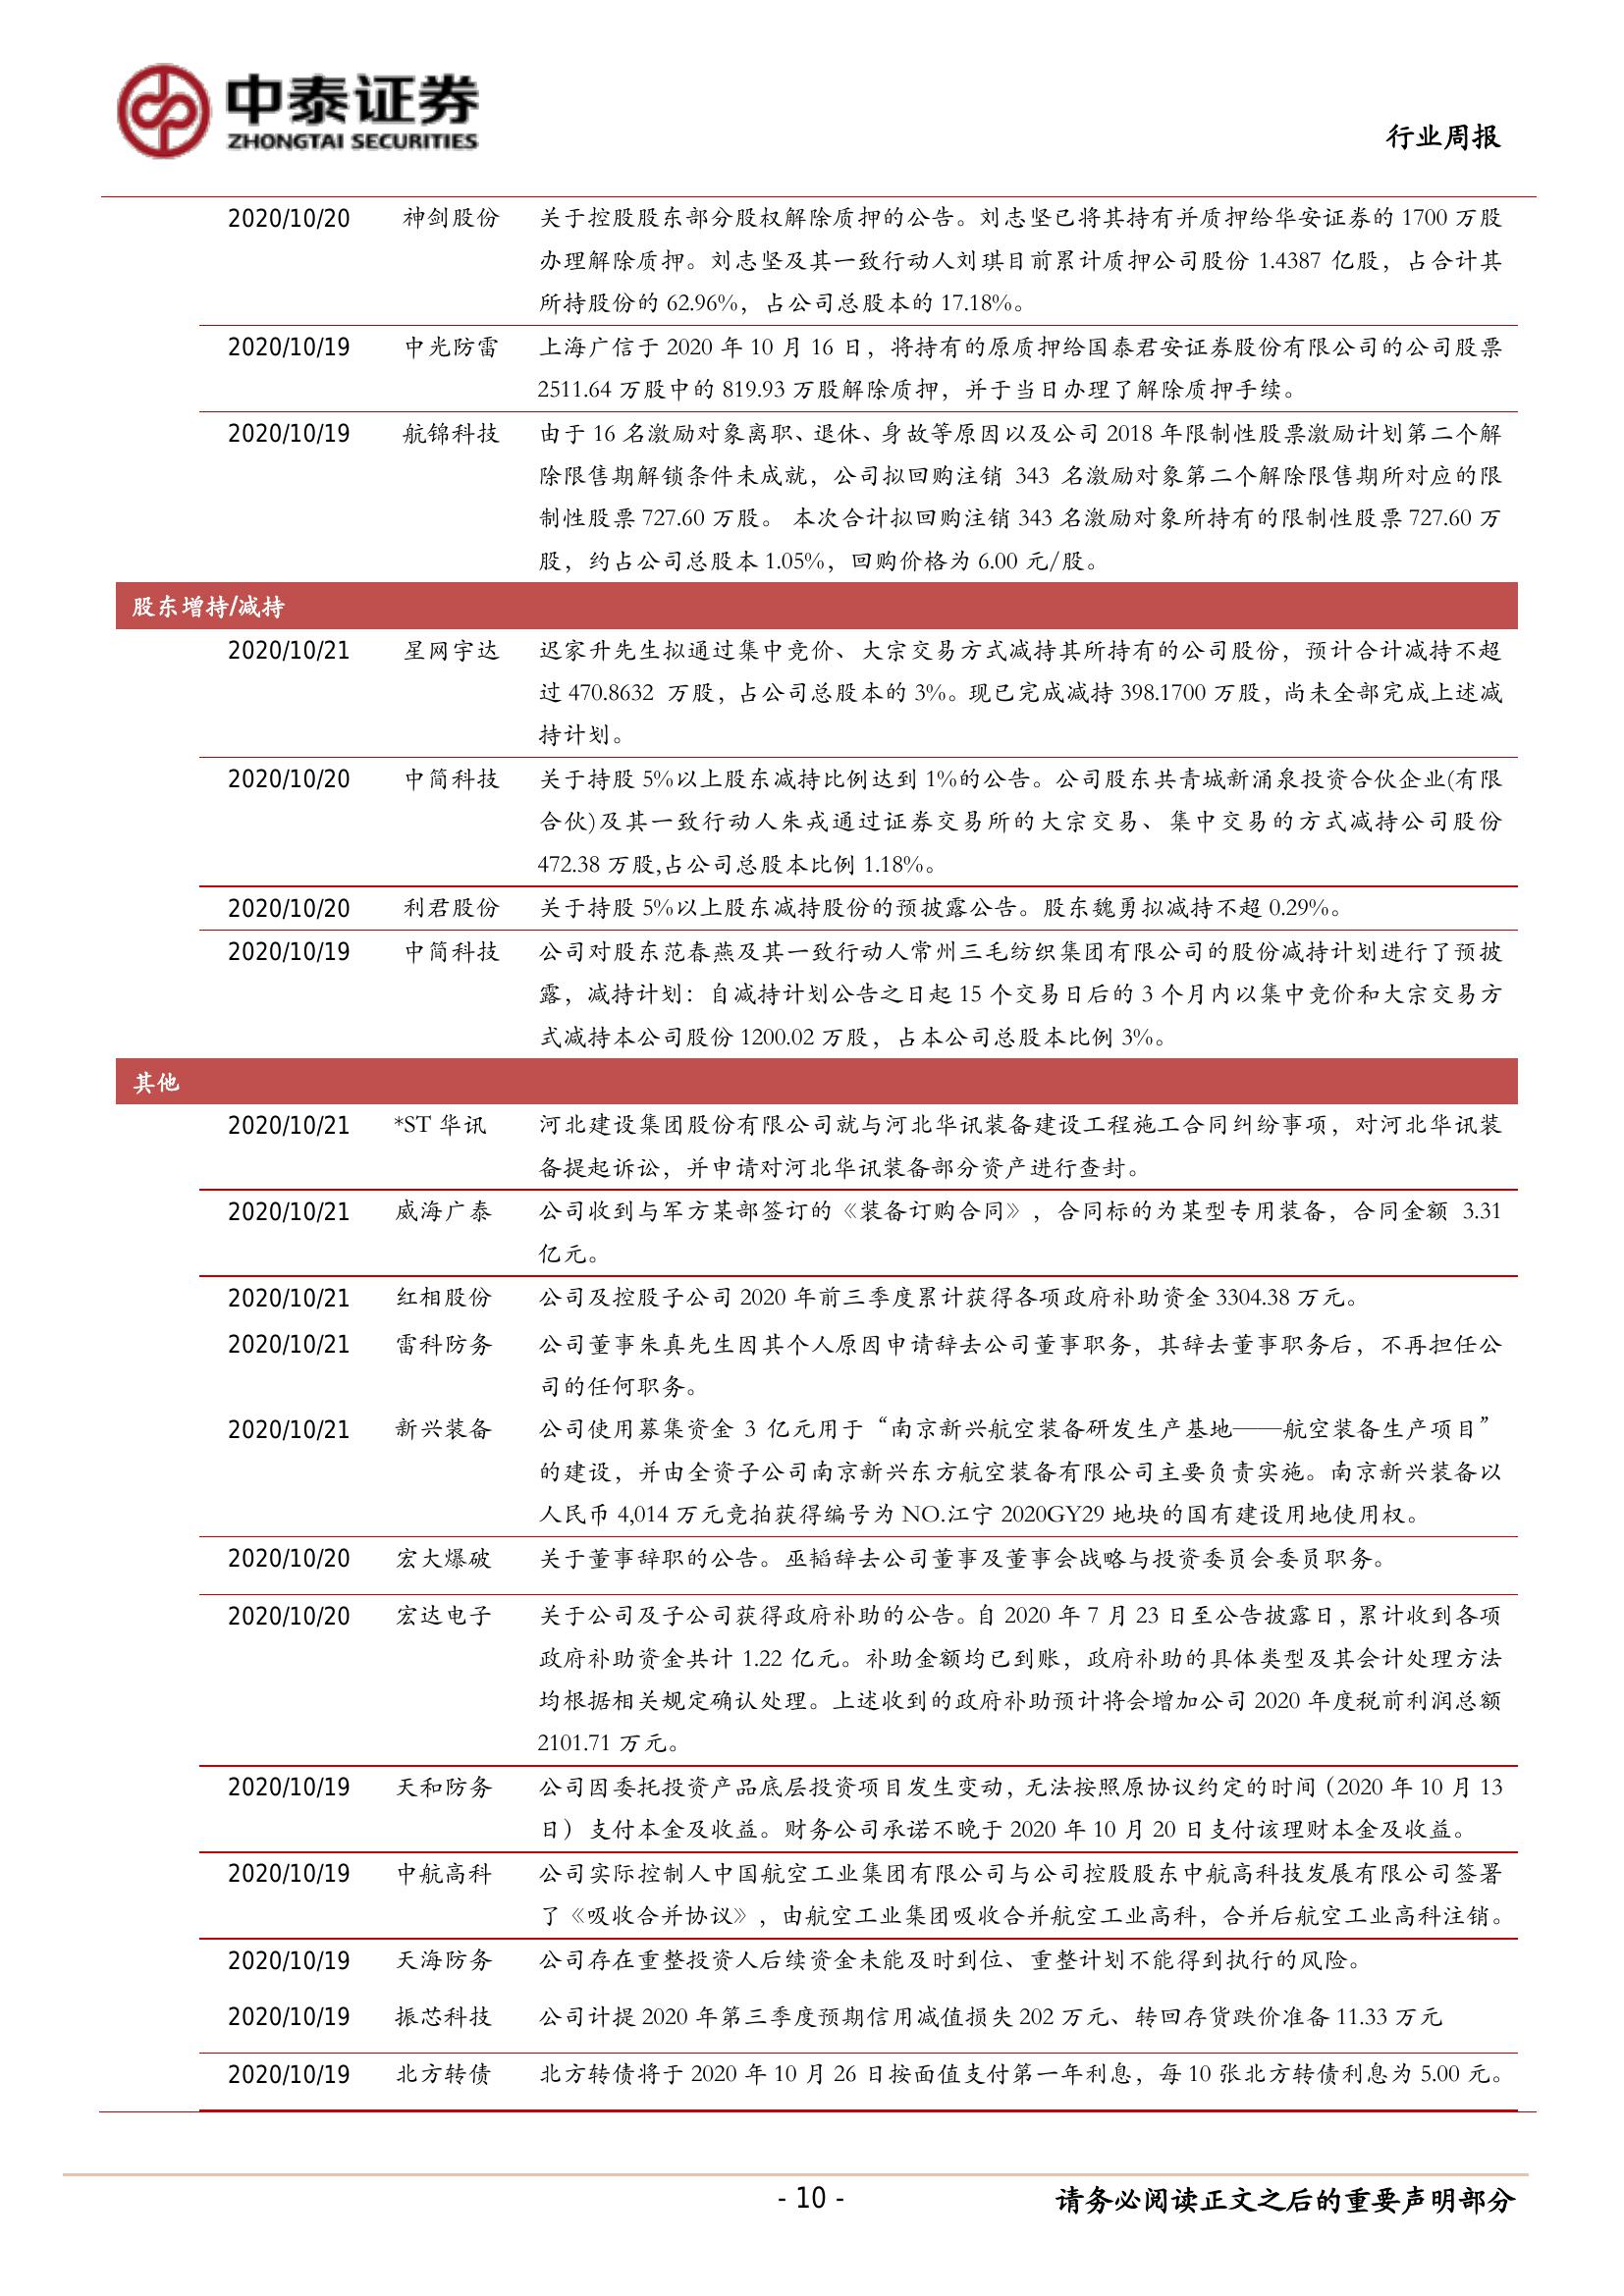 中泰证券
ZHONGTAI SECURITIES
行业周报
2020/10/20 神剑股份 关于控股股东部分股权解除质押的公告。刘志坚已将其持有并质押给华安证券的 1700 万股
办理解除质押。刘志坚及其一致行动人刘琪目前累计质押公司股份 1.4387 亿股，占合计其
所持股份的 62.96%，占公司总股本的 17.18%。
2020/10/19 中光防雷 上海广信于 2020 年 10 月 16 日，将持有的原质押给国泰君安证券股份有限公司的公司股票
2511.64 万股中的 819.93 万股解除质押，并于当日办理了解除质押手续。
2020/10/19 航锦科技 由于 16 名激励对象离职、退休、身故等原因以及公司 2018 年限制性股票激励计划第二个解
除限售期解锁条件未成就，公司拟回购注销 343 名激励对象第二个解除限售期所对应的限
制性股票 727.60 万股。 本次合计拟回购注销 343 名激励对象所持有的限制性股票 727.60 万
股，约占公司总股本 1.05%，回购价格为 6.00 元/股。
股东增持/减持
2020/10/21 星网宇达 迟家升先生拟通过集中竞价、大宗交易方式减持其所持有的公司股份，预计合计减持不超
过 470.8632 万股，占公司总股本的 3%。现已完成减持 398.1700 万股，尚未全部完成上述减
持计划。
2020/10/20 中简科技 关于持股 5%以上股东减持比例达到 1%的公告。公司股东共青城新涌泉投资合伙企业(有限
合伙)及其一致行动人朱戎通过证券交易所的大宗交易、集中交易的方式减持公司股份
472.38 万股,占公司总股本比例 1.18%。
2020/10/20 利君股份 关于持股 5%以上股东减持股份的预披露公告。股东魏勇拟减持不超 0.29%。
2020/10/19 中简科技 公司对股东范春燕及其一致行动人常州三毛纺织集团有限公司的股份减持计划进行了预披
露，减持计划：自减持计划公告之日起 15 个交易日后的 3 个月内以集中竞价和大宗交易方
式减持本公司股份 1200.02 万股，占本公司总股本比例 3%。
其他
2020/10/21 *ST 华讯 河北建设集团股份有限公司就与河北华讯装备建设工程施工合同纠纷事项，对河北华讯装
备提起诉讼，并申请对河北华讯装备部分资产进行查封。
2020/10/21 威海广泰 公司收到与军方某部签订的《装备订购合同》，合同标的为某型专用装备，合同金额 3.31
亿元。
2020/10/21 红相股份 公司及控股子公司 2020 年前三季度累计获得各项政府补助资金 3304.38 万元。
2020/10/21 雷科防务 公司董事朱真先生因其个人原因申请辞去公司董事职务，其辞去董事职务后，不再担任公
司的任何职务。
2020/10/21 新兴装备 公司使用募集资金 3 亿元用于“南京新兴航空装备研发生产基地——航空装备生产项目”
的建设，并由全资子公司南京新兴东方航空装备有限公司主要负责实施。南京新兴装备以
人民币 4,014 万元竞拍获得编号为 NO.江宁 2020GY29 地块的国有建设用地使用权。
2020/10/20 宏大爆破 关于董事辞职的公告。巫韬辞去公司董事及董事会战略与投资委员会委员职务。
2020/10/20 宏达电子 关于公司及子公司获得政府补助的公告。自 2020 年 7 月 23 日至公告披露日，累计收到各项
政府补助资金共计 1.22 亿元。补助金额均已到账，政府补助的具体类型及其会计处理方法
均根据相关规定确认处理。上述收到的政府补助预计将会增加公司 2020 年度税前利润总额
2101.71 万元。
2020/10/19 天和防务 公司因委托投资产品底层投资项目发生变动，无法按照原协议约定的时间（2020 年 10 月 13
日）支付本金及收益。财务公司承诺不晚于 2020 年 10 月 20 日支付该理财本金及收益。
2020/10/19 中航高科 公司实际控制人中国航空工业集团有限公司与公司控股股东中航高科技发展有限公司签署
了《吸收合并协议》，由航空工业集团吸收合并航空工业高科，合并后航空工业高科注销。
2020/10/19 天海防务 公司存在重整投资人后续资金未能及时到位、重整计划不能得到执行的风险。
2020/10/19 振芯科技 公司计提 2020 年第三季度预期信用减值损失 202 万元、转回存货跌价准备 11.33 万元
2020/10/19 北方转债 北方转债将于 2020 年 10 月 26 日按面值支付第一年利息，每 10 张北方转债利息为 5.00 元。
- 10 -
请务必阅读正文之后的重要声明部分